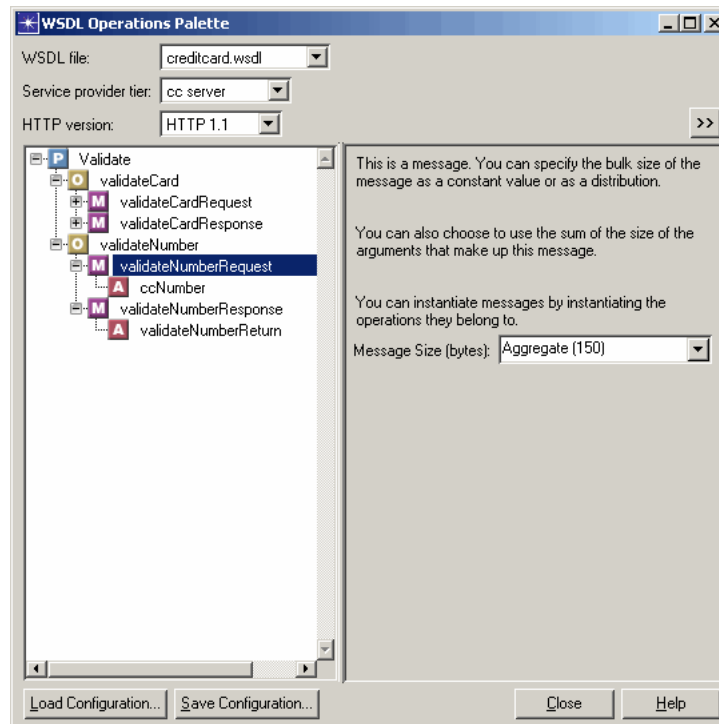 WSDL Operations Palette
WSDL file: creditcard.wsdl
Service provider tier: cc server
HTTP version: HTTP 1.1
>>
P Validate
O validateCard
M validateCardRequest
M validateCardResponse
O validateNumber
M validateNumberRequest
A ccNumber
M validateNumberResponse
A validateNumberReturn
This is a message. You can specify the bulk size of the
message as a constant value or as a distribution.
You can also choose to use the sum of the size of the
arguments that make up this message.
You can instantiate messages by instantiating the
operations they belong to.
Message Size (bytes): Aggregate (150)
Load Configuration... Save Configuration... Close Help